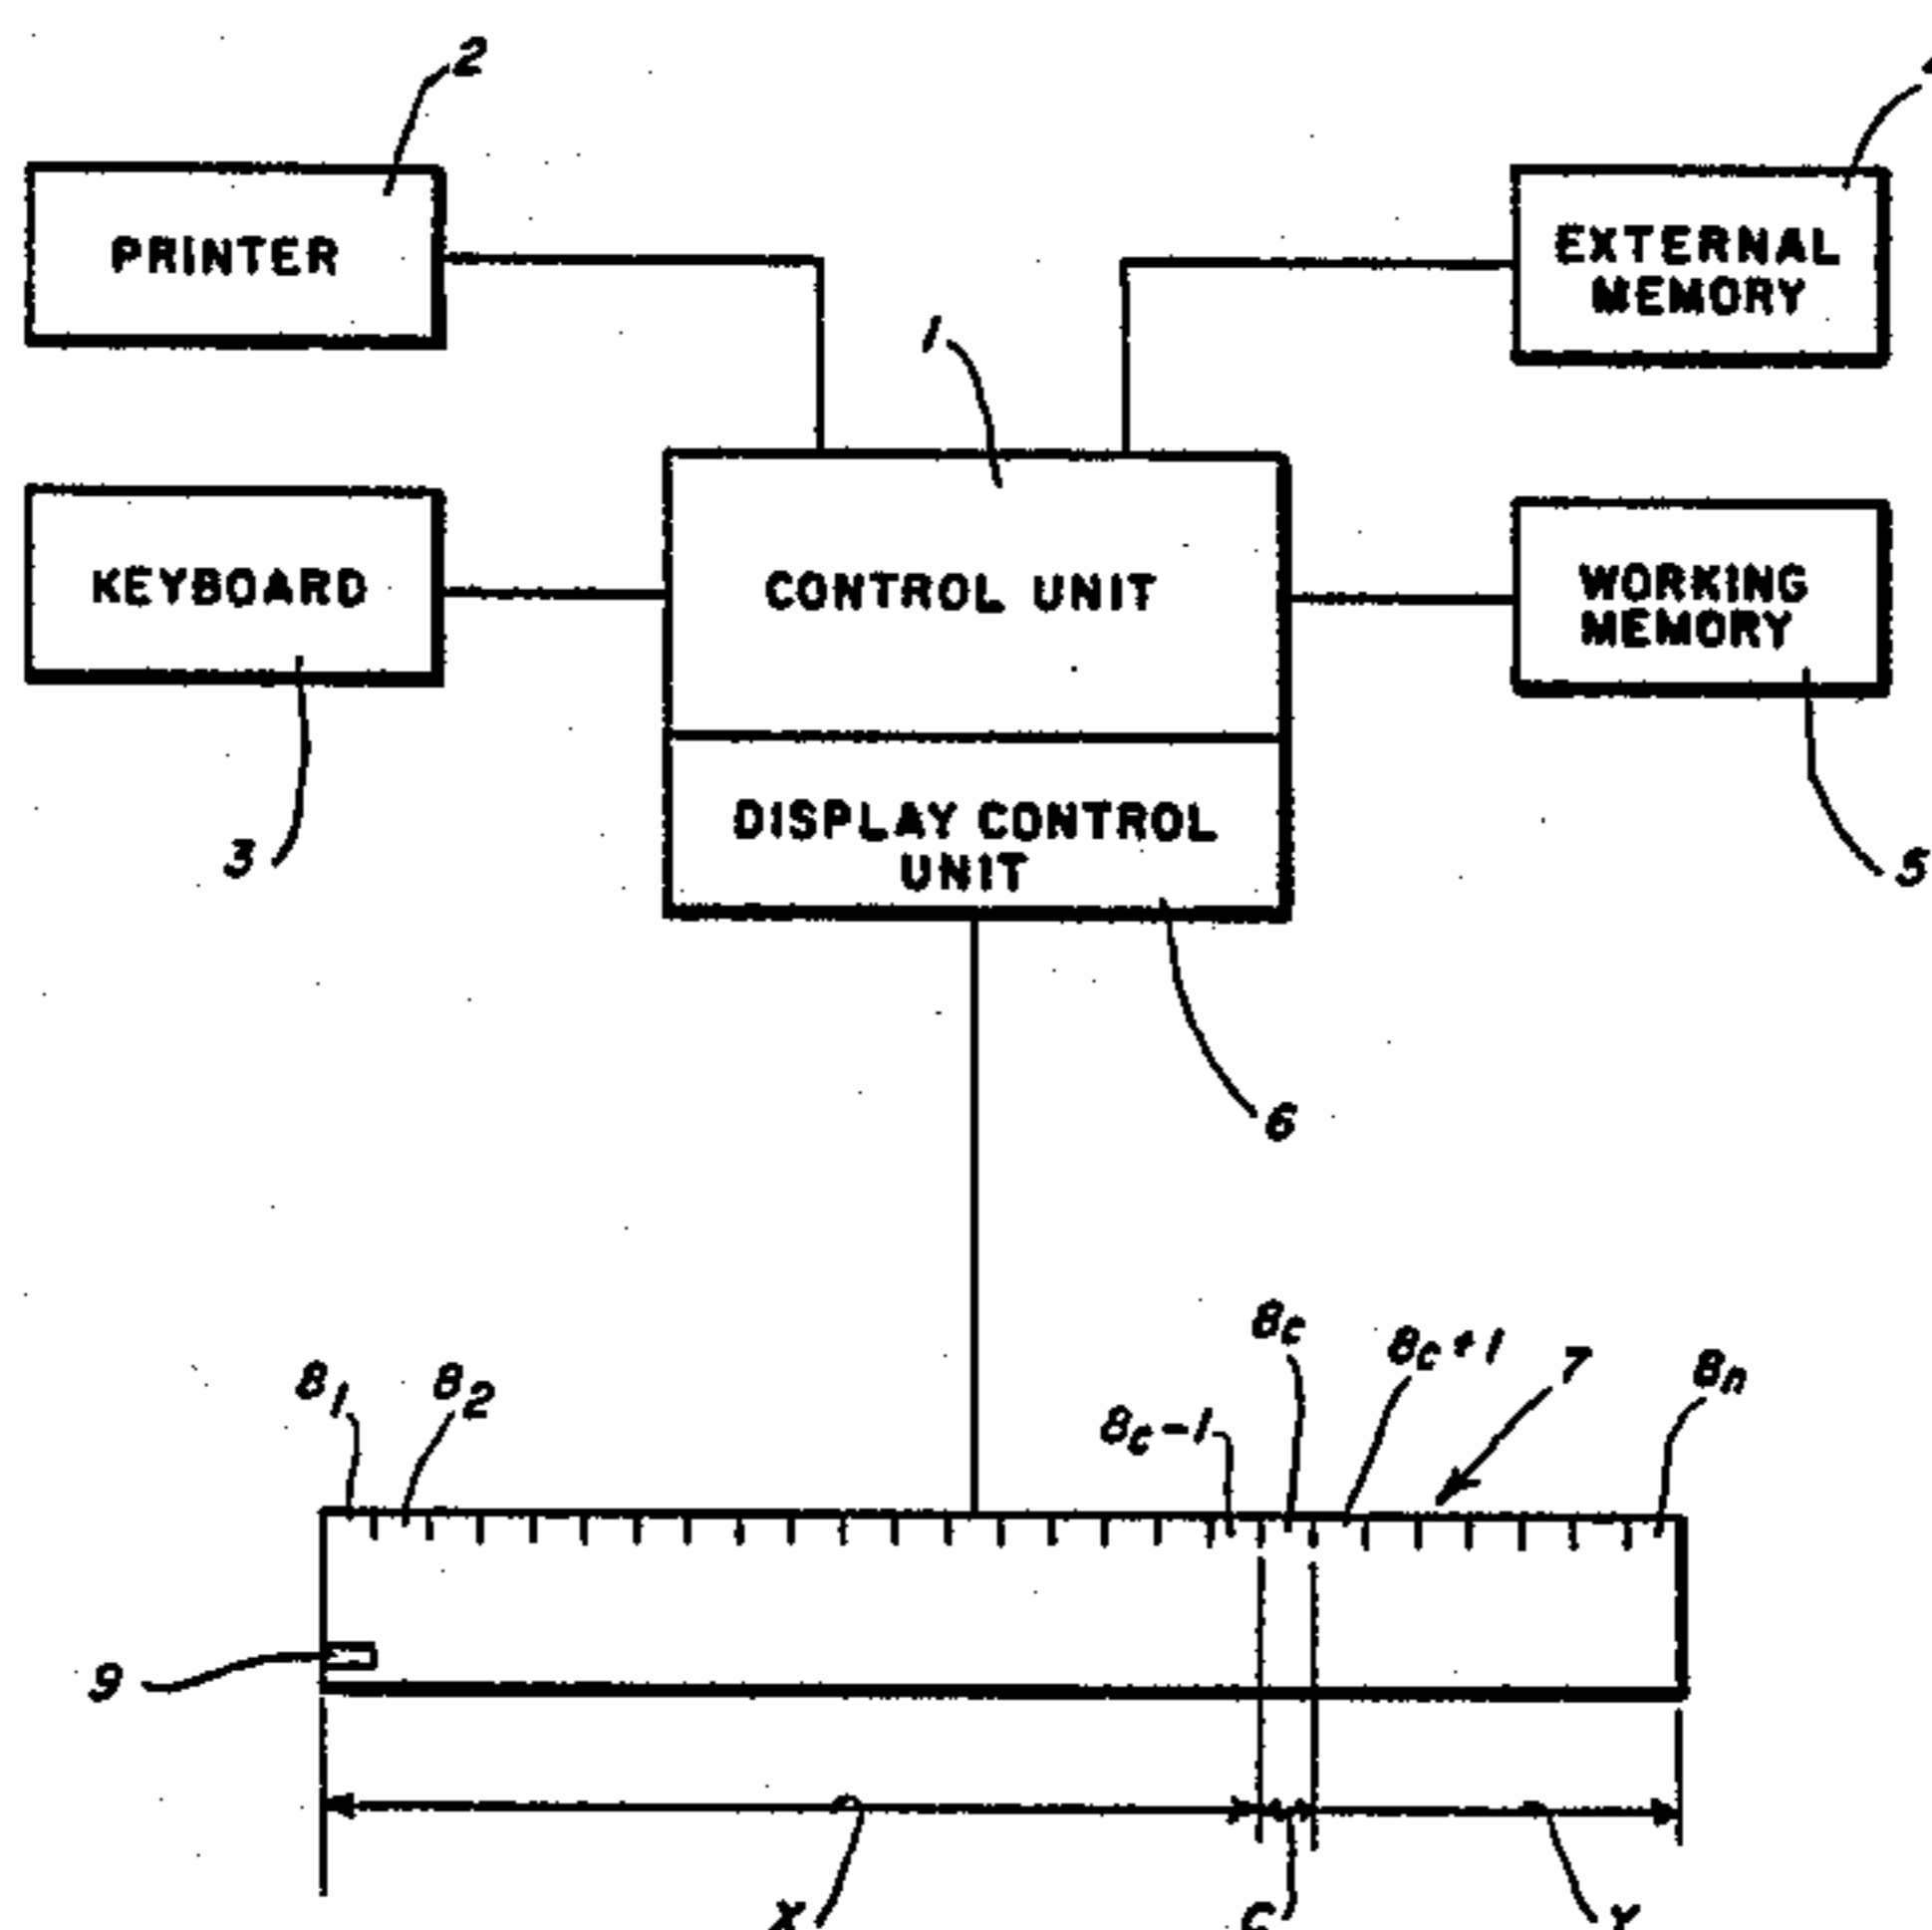 2
PRINTER
EXTERNAL
MEMORY
1
KEYBOARD
CONTROL UNIT
WORKING
MEMORY
DISPLAY CONTROL
UNIT
3
5
6
8₁
8₂
8c-1
8c
8c+1
7
8n
9
X
C
Y